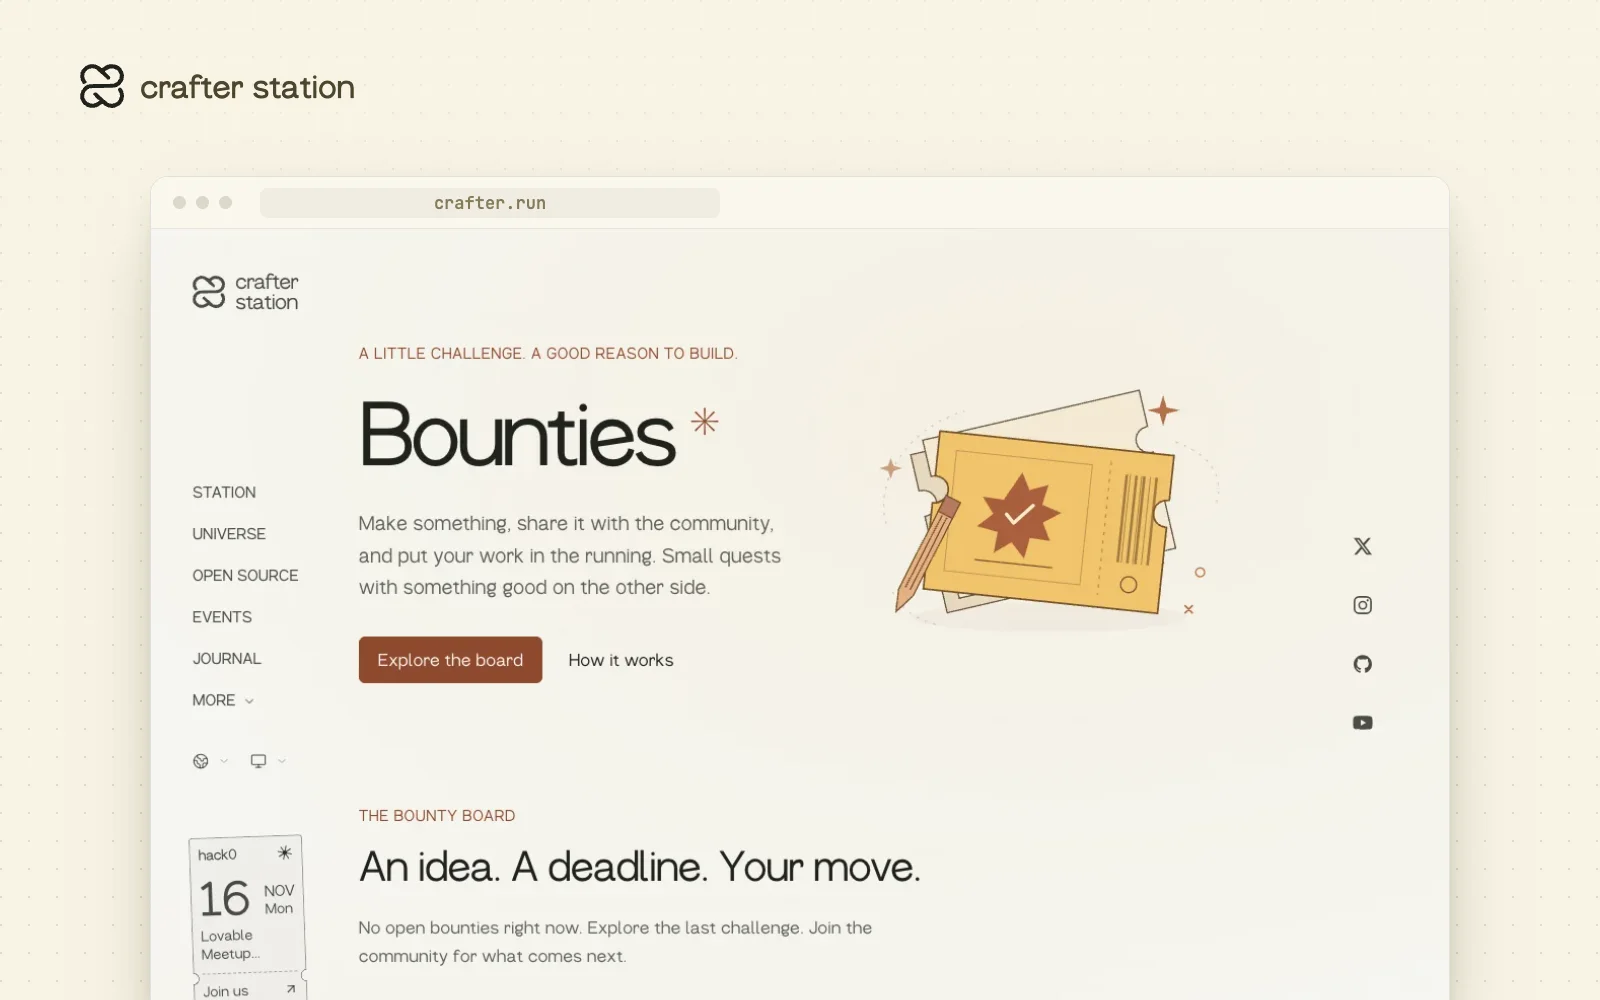 crafter station
crafter.run
crafter
station
A LITTLE CHALLENGE. A GOOD REASON TO BUILD.
Bounties
Make something, share it with the community,
and put your work in the running. Small quests
with something good on the other side.
Explore the board
How it works
STATION
UNIVERSE
OPEN SOURCE
EVENTS
JOURNAL
MORE
hack0
16
NOV
Mon
Lovable
Meetup...
Join us
THE BOUNTY BOARD
An idea. A deadline. Your move.
No open bounties right now. Explore the last challenge. Join the
community for what comes next.